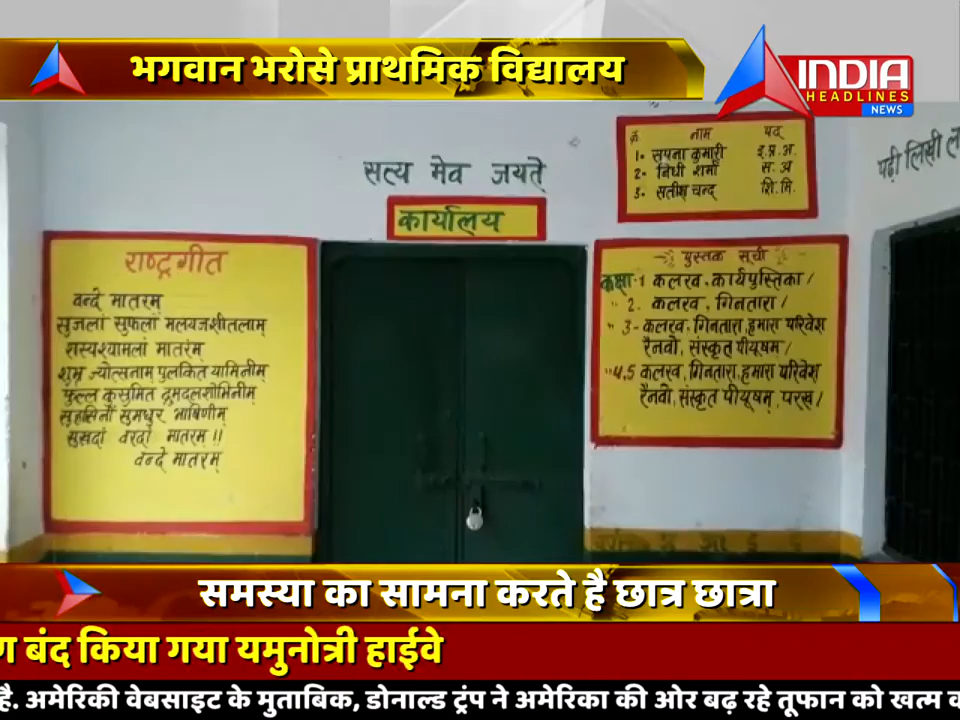 भगवान भरोसे प्राथमिक विद्यालय
INDIA
HEADLINES
NEWS
सत्य मेव जयते
कार्यालय
क्र. नाम पद
1- सपना कुमारी इ.प्र.अ.
2- निधी शर्मा स.अ
3- सतीश चन्द् शि.मि.
पढ़ी लिखी
राष्ट्रगीत
वन्दे मातरम्
सुजलां सुफलां मलयजशीतलाम्
शस्यश्यामलां मातरम्
शुभ्र ज्योत्सनाम् पुलकित यामिनीम्
फुल्ल कुसुमित द्रुमदलशोभिनीम्
सुहासिनीं सुमधुर भाषिणीम्
सुखदां वरदां मातरम् !!
वन्दे मातरम्
पुस्तक सूची
कक्षा-1 कलरव, कार्यपुस्तिका/
" 2. कलरव, गिनतारा/
" 3- कलरव, गिनतारा, हमारा परिवेश
रैनवो, संस्कृत पीयूषम्/
"4,5 कलरव, गिनतारा, हमारा परिवेश
रैनवो, संस्कृत पीयूषम्, परख/
समस्या का सामना करते है छात्र छात्रा
ण बंद किया गया यमुनोत्री हाईवे
है. अमेरिकी वेबसाइट के मुताबिक, डोनाल्ड ट्रंप ने अमेरिका की ओर बढ़ रहे तूफान को खत्म